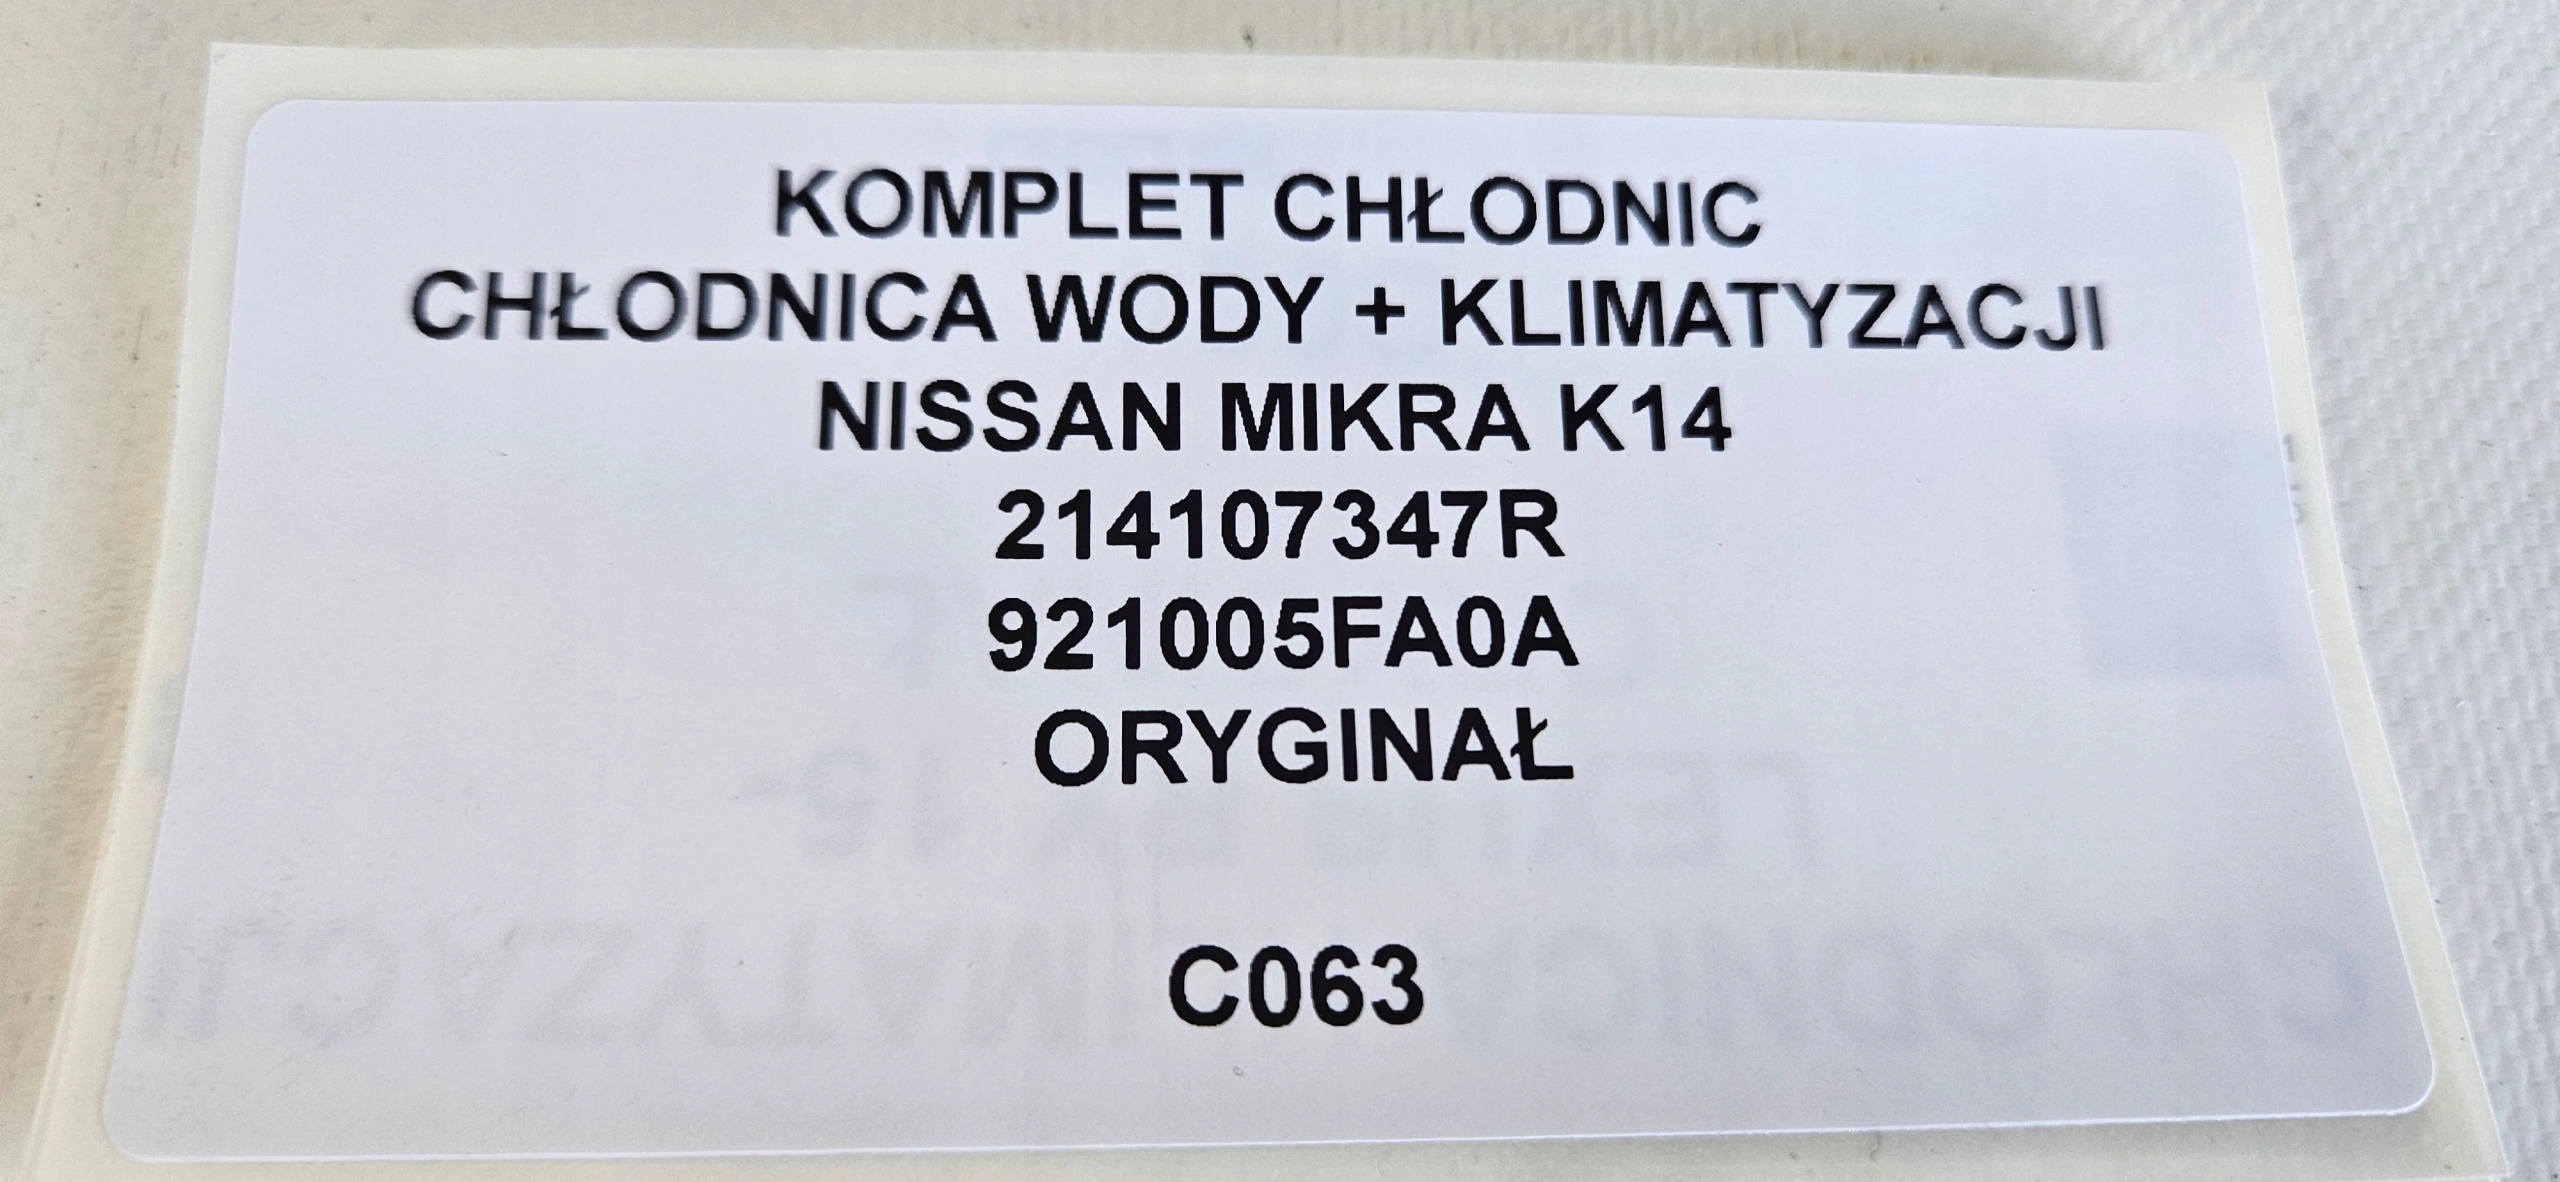 KOMPLET CHŁODNIC
CHŁODNICA WODY + KLIMATYZACJI
NISSAN MIKRA K14
214107347R
921005FA0A
ORYGINAŁ
C063